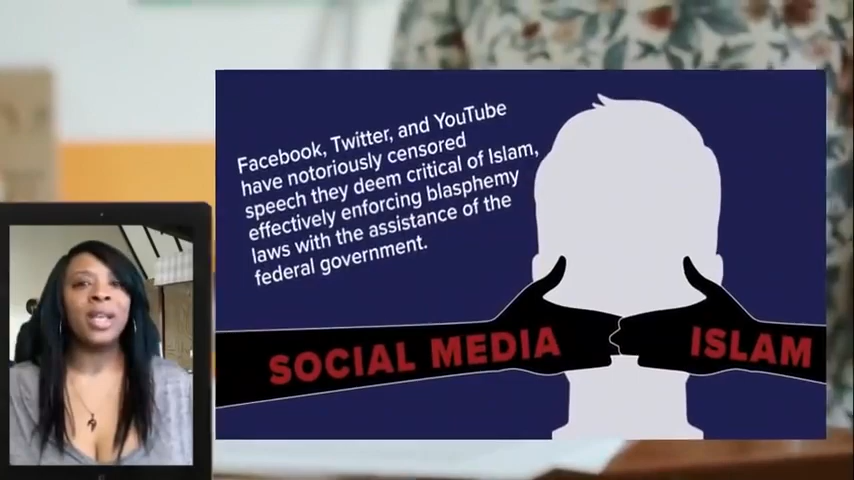 Facebook, Twitter, and YouTube
have notoriously censored
speech they deem critical of Islam,
effectively enforcing blasphemy
laws with the assistance of the
federal government.
SOCIAL MEDIA
ISLAM